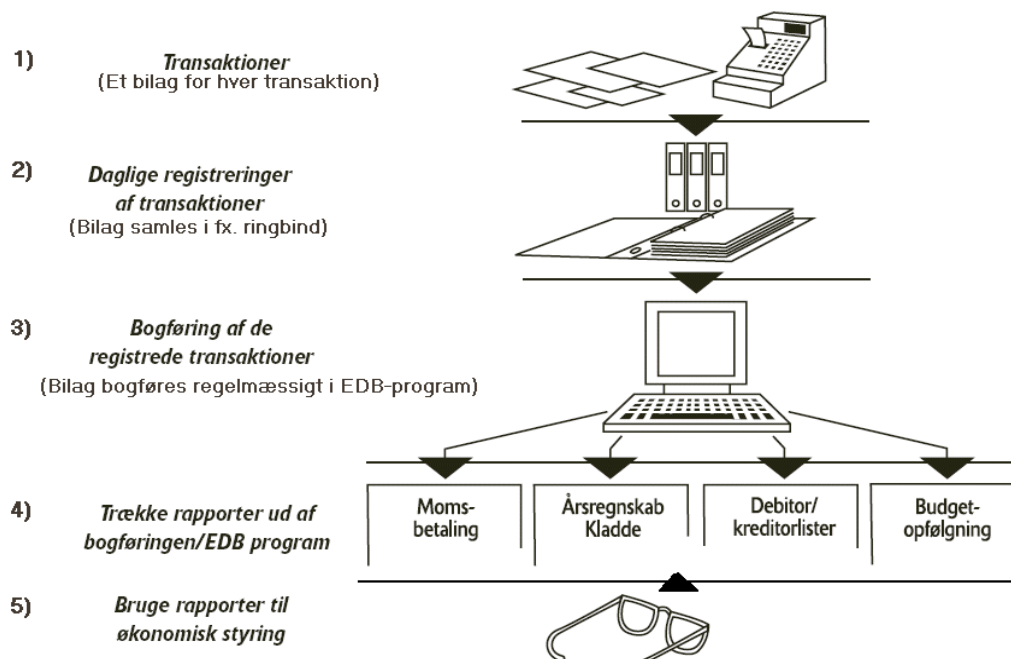 1) Transaktioner
(Et bilag for hver transaktion)
2) Daglige registreringer
af transaktioner
(Bilag samles i fx. ringbind)
3) Bogføring af de
registrede transaktioner
(Bilag bogføres regelmæssigt i EDB-program)
4) Trække rapporter ud af
bogføringen/EDB program
Moms-
betaling
Årsregnskab
Kladde
Debitor/
kreditorlister
Budget-
opfølgning
5) Bruge rapporter til
økonomisk styring